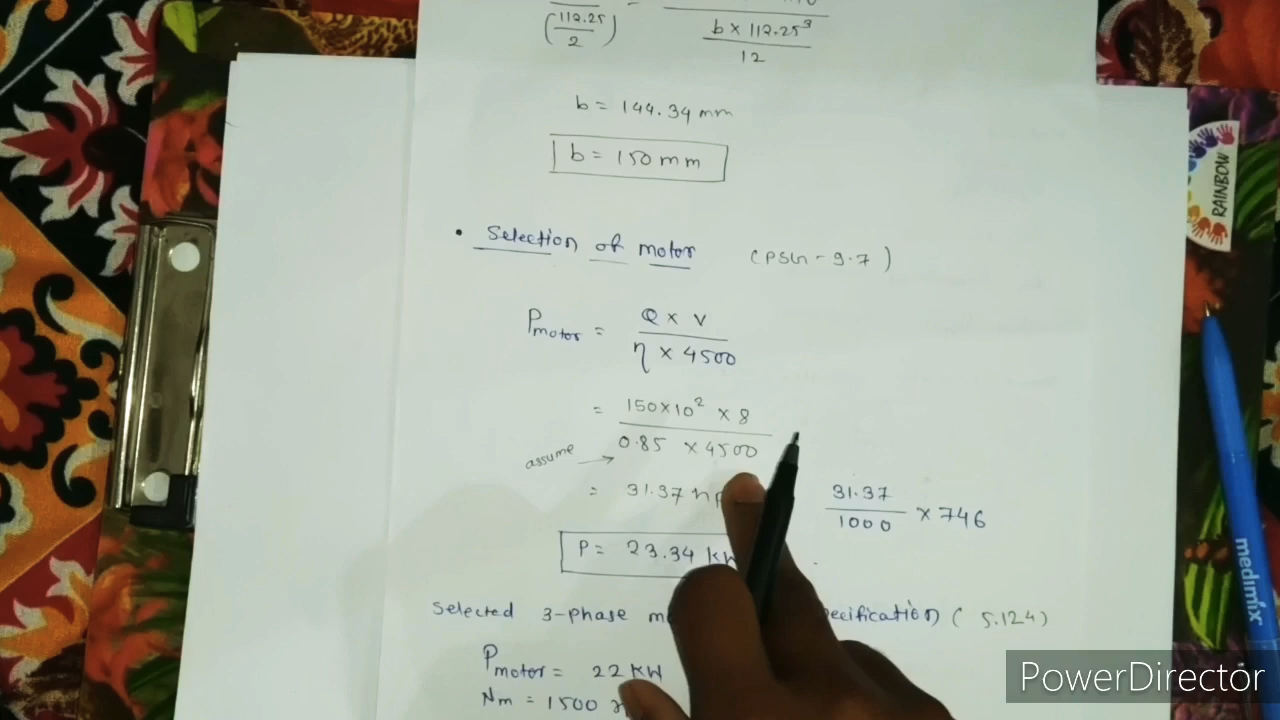 (112.25/2)
b × 112.25³
12
b = 144.34 mm
b = 150 mm
• Selection of motor (PSG - 9.7)
Pmotor = Q × V
η × 4500
= 150×10² × 8
0.85 × 4500
assume
= 31.37 hp
31.37
1000 × 746
P = 23.34 KW
Selected 3-phase (5.124)
Pmotor = 22 KW
Nm = 1500
RAINBOW
medimix
PowerDirector